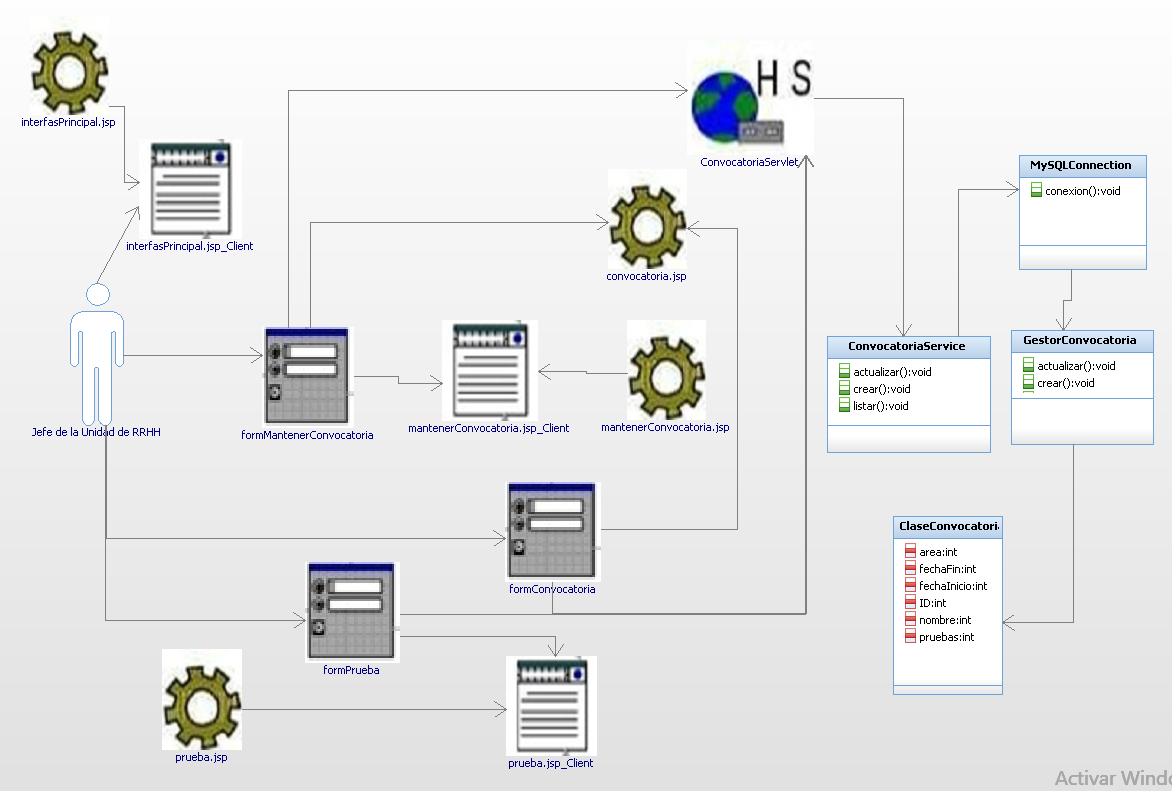 interfasPrincipal.jsp
interfasPrincipal.jsp_Client
Jefe de la Unidad de RRHH
formMantenerConvocatoria
H S
ConvocatoriaServlet
convocatoria.jsp
mantenerConvocatoria.jsp_Client
mantenerConvocatoria.jsp
formConvocatoria
formPrueba
prueba.jsp
prueba.jsp_Client
MySQLConnection
conexion():void
ConvocatoriaService
actualizar():void
crear():void
listar():void
GestorConvocatoria
actualizar():void
crear():void
ClaseConvocatori
area:int
fechaFin:int
fechaInicio:int
ID:int
nombre:int
pruebas:int
Activar Windo